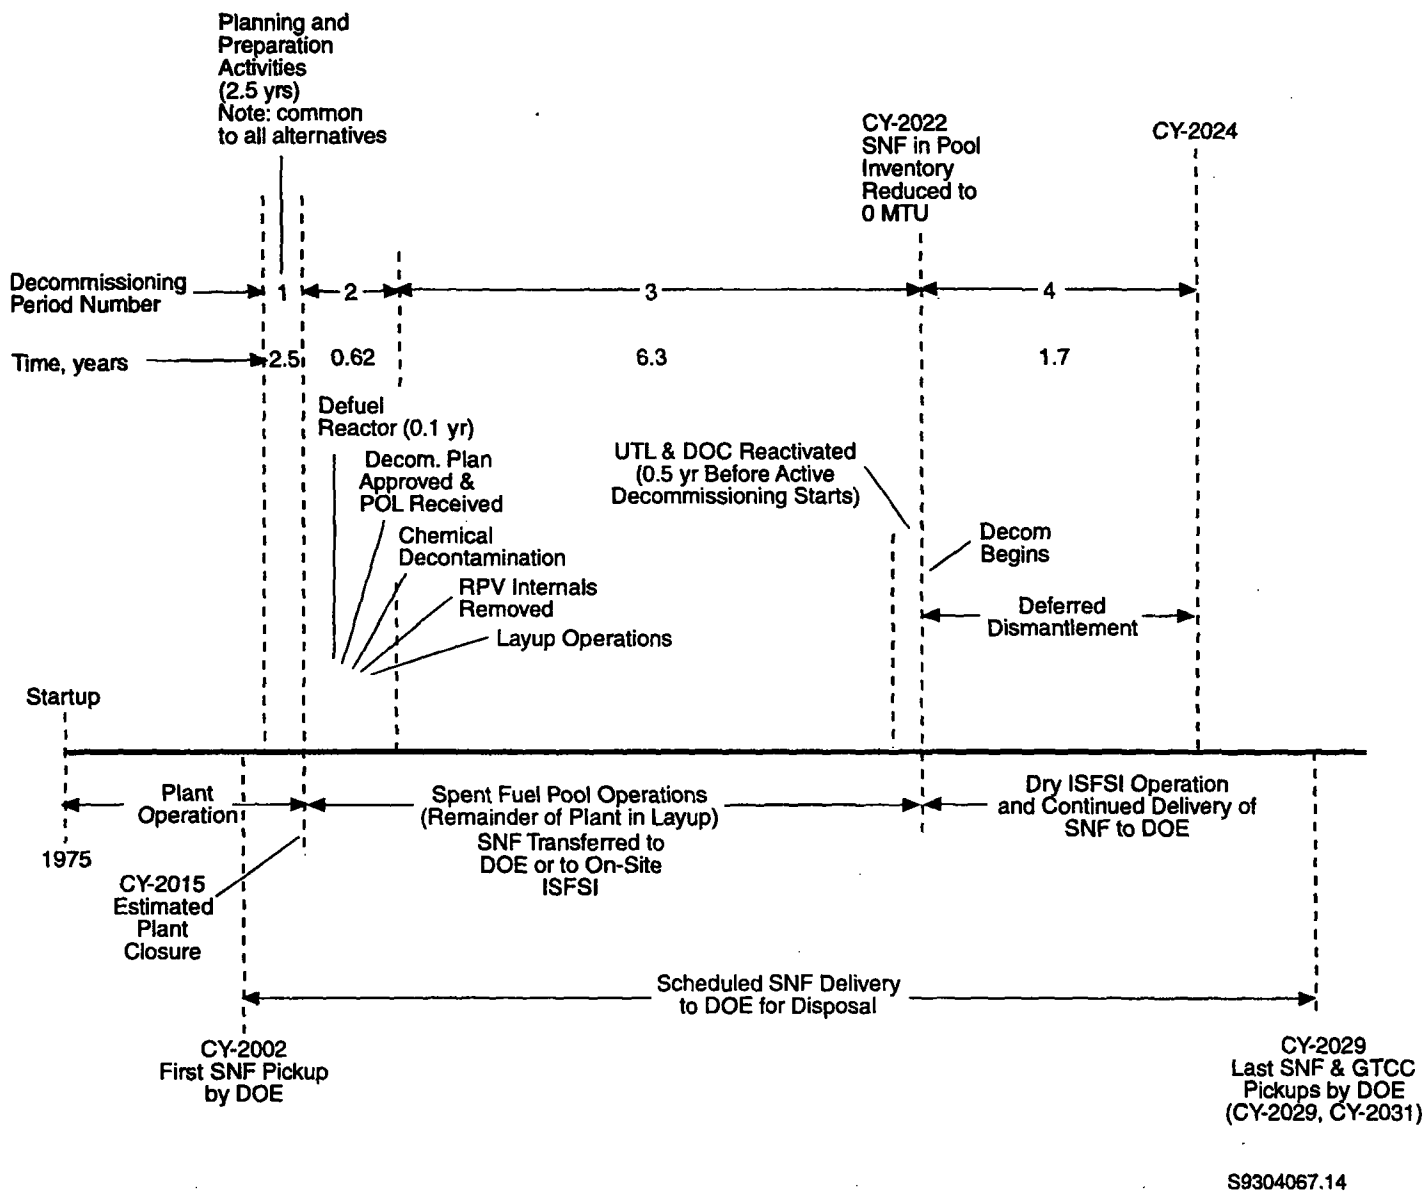 Planning and
Preparation
Activities
(2.5 yrs)
Note: common
to all alternatives
CY-2022
SNF in Pool
Inventory
Reduced to
0 MTU
CY-2024
Decommissioning
Period Number
1
2
3
4
Time, years
2.5
0.62
6.3
1.7
Defuel
Reactor (0.1 yr)
Decom. Plan
Approved &
POL Received
Chemical
Decontamination
RPV Internals
Removed
Layup Operations
UTL & DOC Reactivated
(0.5 yr Before Active
Decommissioning Starts)
Decom
Begins
Deferred
Dismantlement
Startup
Plant
Operation
Spent Fuel Pool Operations
(Remainder of Plant in Layup)
SNF Transferred to
DOE or to On-Site
ISFSI
Dry ISFSI Operation
and Continued Delivery of
SNF to DOE
1975
CY-2015
Estimated
Plant
Closure
Scheduled SNF Delivery
to DOE for Disposal
CY-2002
First SNF Pickup
by DOE
CY-2029
Last SNF & GTCC
Pickups by DOE
(CY-2029, CY-2031)
S9304067.14